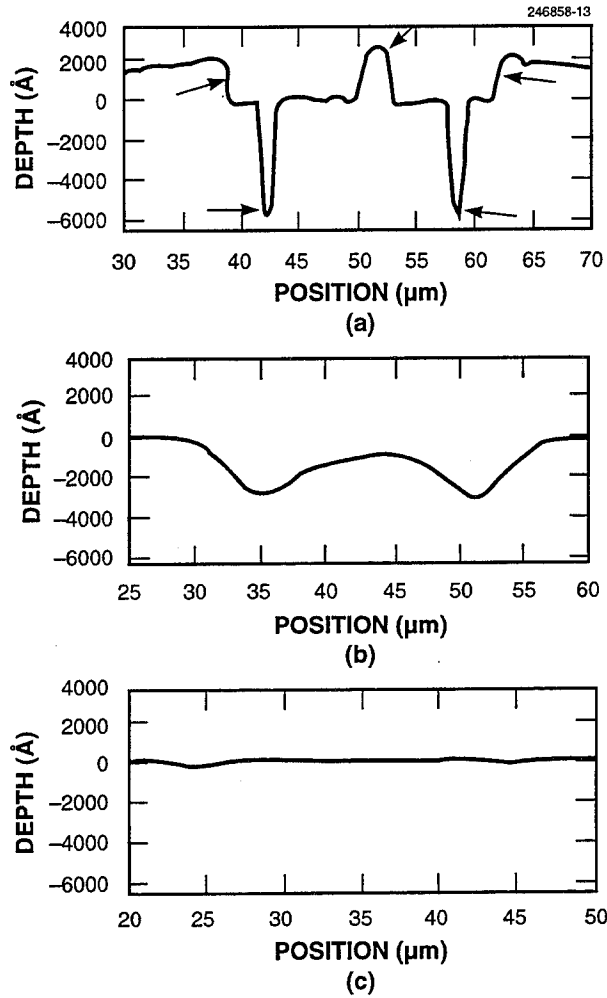 246858-13
4000
2000
0
−2000
−4000
−6000
DEPTH (Å)
30 35 40 45 50 55 60 65 70
POSITION (µm)
(a)
4000
2000
0
−2000
−4000
−6000
DEPTH (Å)
25 30 35 40 45 50 55 60
POSITION (µm)
(b)
4000
2000
0
−2000
−4000
−6000
DEPTH (Å)
20 25 30 35 40 45 50
POSITION (µm)
(c)